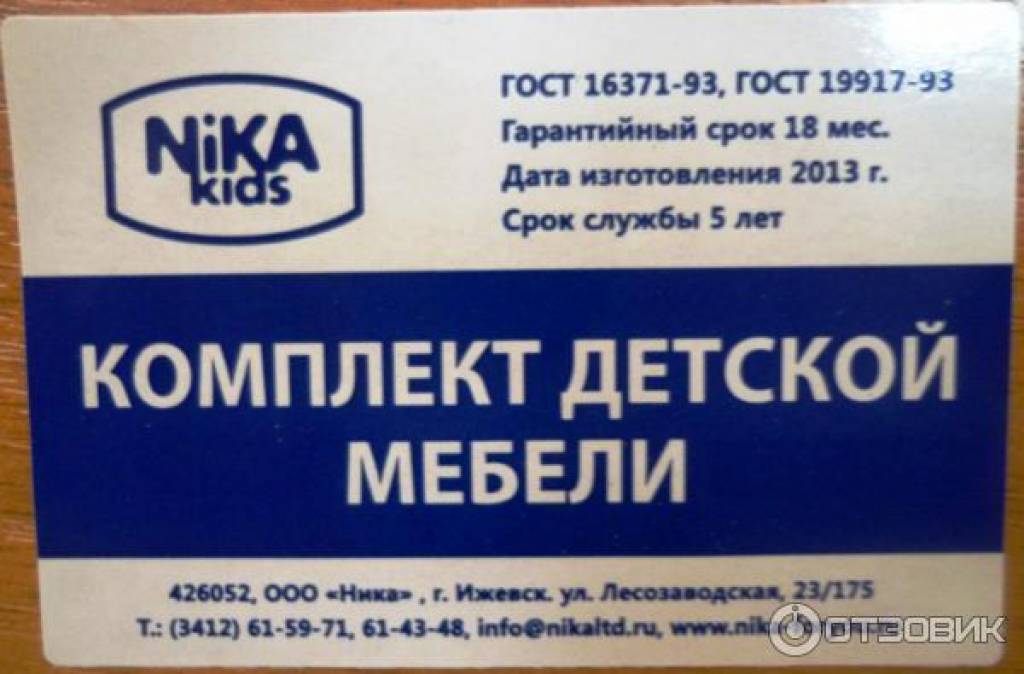 NiKA
kids
ГОСТ 16371-93, ГОСТ 19917-93
Гарантийный срок 18 мес.
Дата изготовления 2013 г.
Срок службы 5 лет
КОМПЛЕКТ ДЕТСКОЙ
МЕБЕЛИ
426052, ООО «Ника» , г. Ижевск. ул. Лесозаводская, 23/175
Т.: (3412) 61-59-71, 61-43-48, info@nikaltd.ru,
ОТЗОВИК